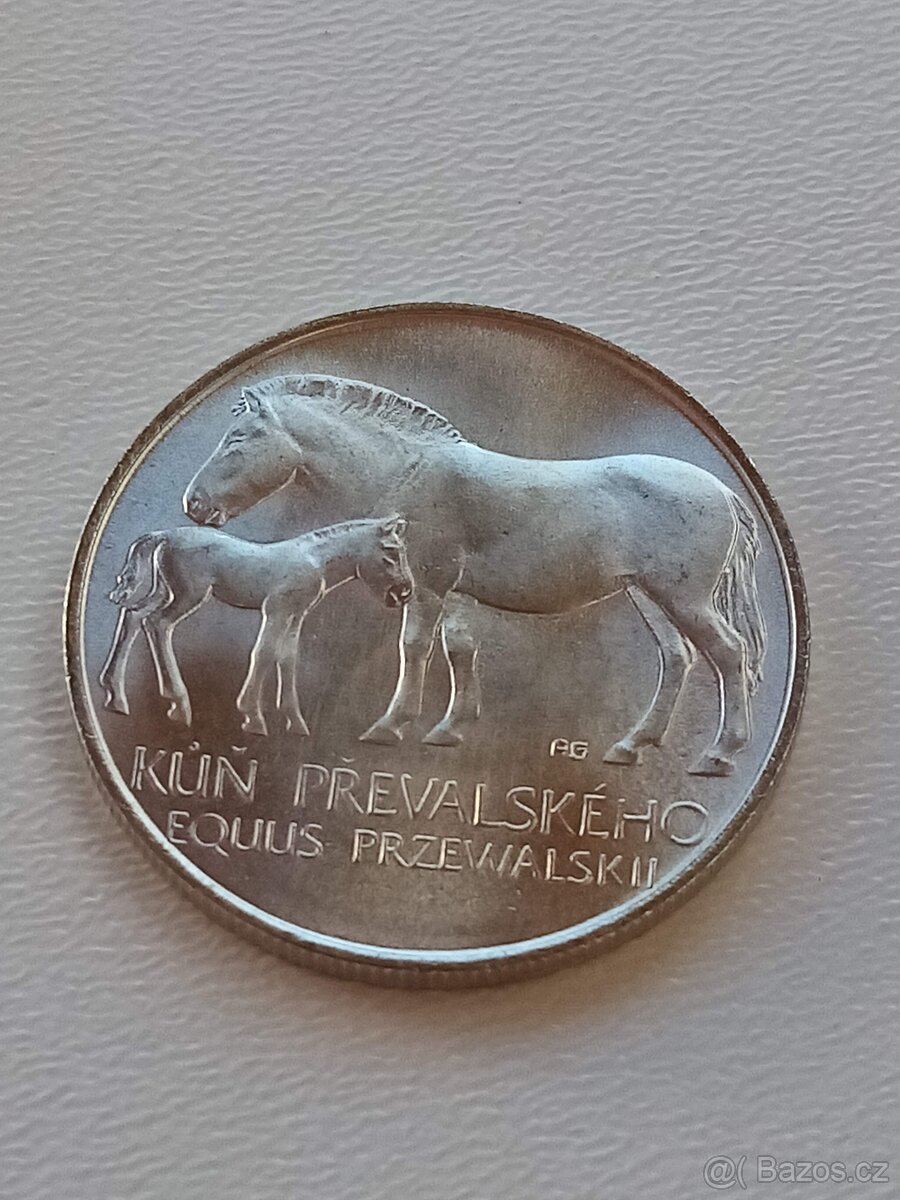 AG
KŮŇ PŘEVALSKÉHO
EQUUS PRZEWALSKII
@( Bazos.cz